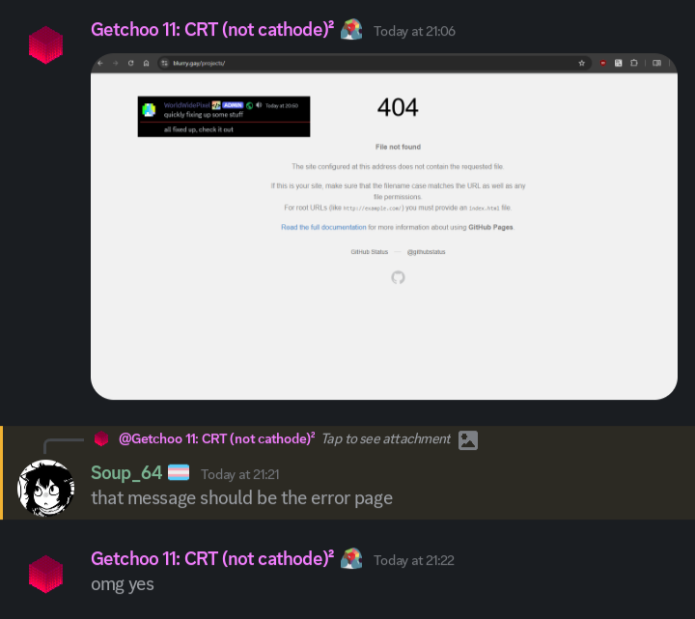 Getchoo 11: CRT (not cathode)² Today at 21:06
blurry.gay/projects/
WorldWidePixel ADMIN Today at 20:60
quickly fixing up some stuff
all fixed up, check it out
404
File not found
The site configured at this address does not contain the requested file.
If this is your site, make sure that the filename case matches the URL as well as any
file permissions.
For root URLs (like http://example.com/) you must provide an index.html file.
Read the full documentation for more information about using GitHub Pages.
GitHub Status — @githubstatus
@Getchoo 11: CRT (not cathode)² Tap to see attachment
Soup_64 Today at 21:21
that message should be the error page
Getchoo 11: CRT (not cathode)² Today at 21:22
omg yes